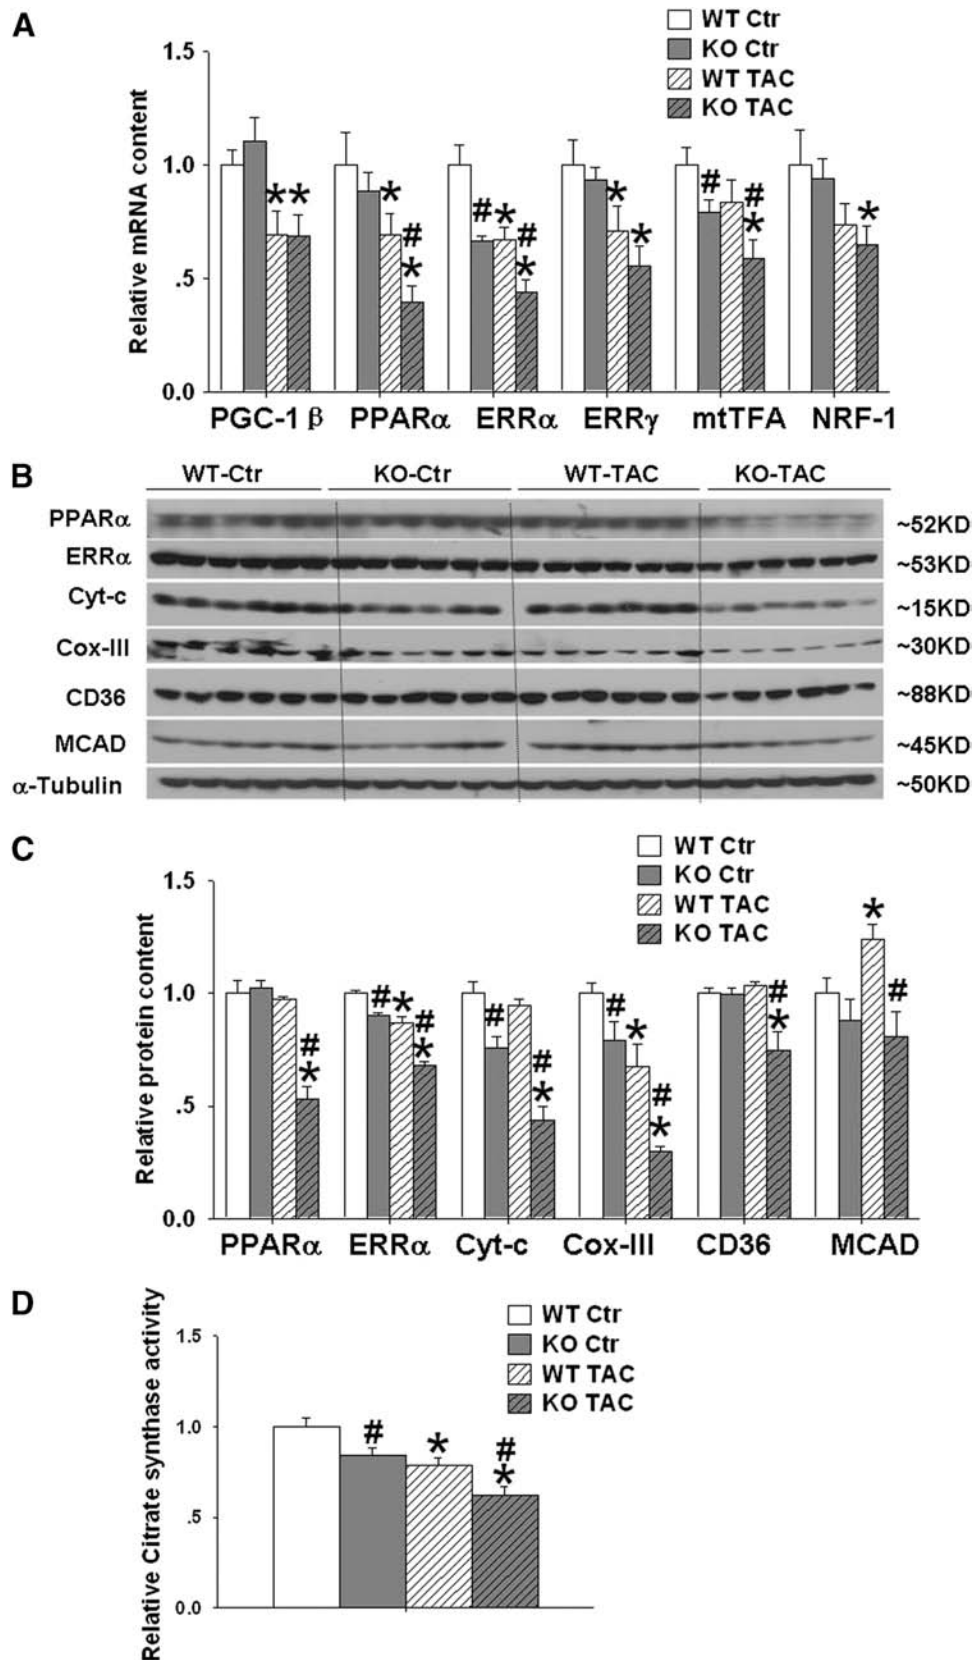 A
WT Ctr
KO Ctr
WT TAC
KO TAC
Relative mRNA content
1.5
1.0
.5
0.0
* *
* # *
# * # *
* *
# # *
*
PGC-1 β PPARα ERRα ERRγ mtTFA NRF-1
B
WT-Ctr KO-Ctr WT-TAC KO-TAC
PPARα ~52KD
ERRα ~53KD
Cyt-c ~15KD
Cox-III ~30KD
CD36 ~88KD
MCAD ~45KD
α-Tubulin ~50KD
C
WT Ctr
KO Ctr
WT TAC
KO TAC
Relative protein content
1.5
1.0
.5
0.0
# *
# * # *
# # *
# * # *
# *
* #
PPARα ERRα Cyt-c Cox-III CD36 MCAD
D
WT Ctr
KO Ctr
WT TAC
KO TAC
Relative Citrate synthase activity
1.5
1.0
.5
0.0
# * # *